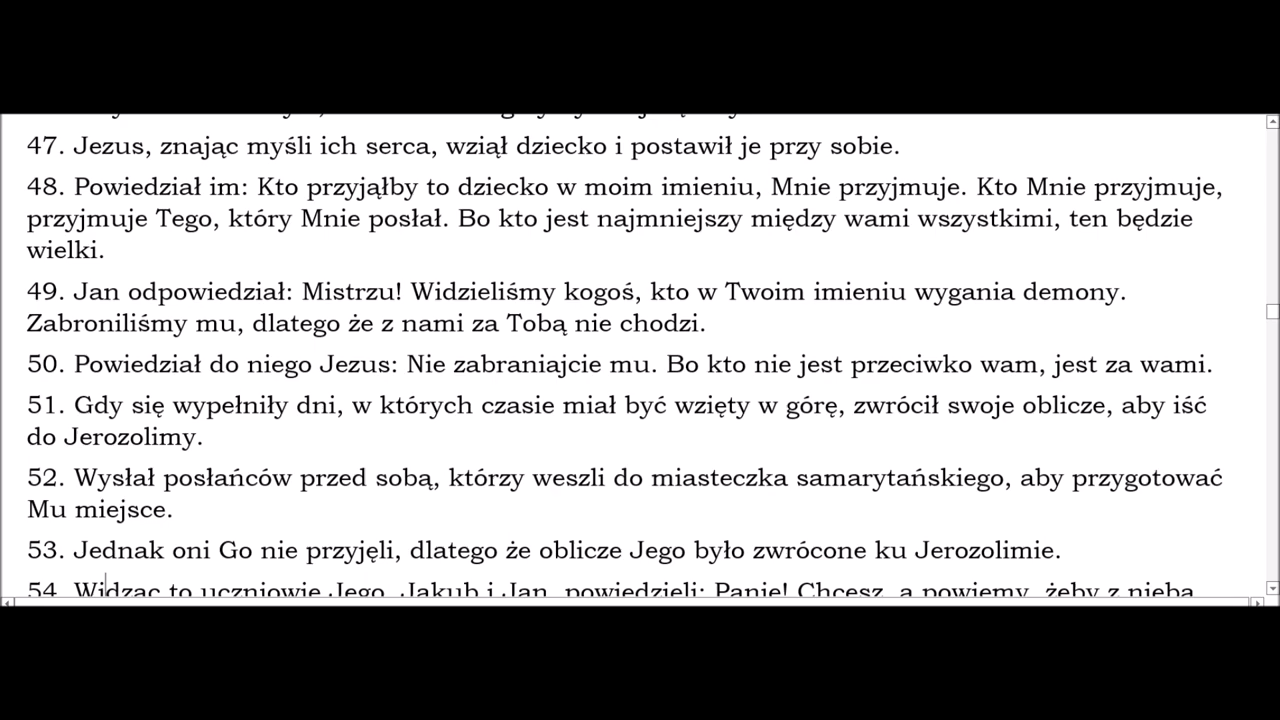 47. Jezus, znając myśli ich serca, wziął dziecko i postawił je przy sobie.
48. Powiedział im: Kto przyjąłby to dziecko w moim imieniu, Mnie przyjmuje. Kto Mnie przyjmuje,
przyjmuje Tego, który Mnie posłał. Bo kto jest najmniejszy między wami wszystkimi, ten będzie
wielki.
49. Jan odpowiedział: Mistrzu! Widzieliśmy kogoś, kto w Twoim imieniu wygania demony.
Zabroniliśmy mu, dlatego że z nami za Tobą nie chodzi.
50. Powiedział do niego Jezus: Nie zabraniajcie mu. Bo kto nie jest przeciwko wam, jest za wami.
51. Gdy się wypełniły dni, w których czasie miał być wzięty w górę, zwrócił swoje oblicze, aby iść
do Jerozolimy.
52. Wysłał posłańców przed sobą, którzy weszli do miasteczka samarytańskiego, aby przygotować
Mu miejsce.
53. Jednak oni Go nie przyjęli, dlatego że oblicze Jego było zwrócone ku Jerozolimie.
54. Widząc to uczniowie Jego, Jakub i Jan, powiedzieli: Panie! Chcesz, a powiemy, żeby z nieba